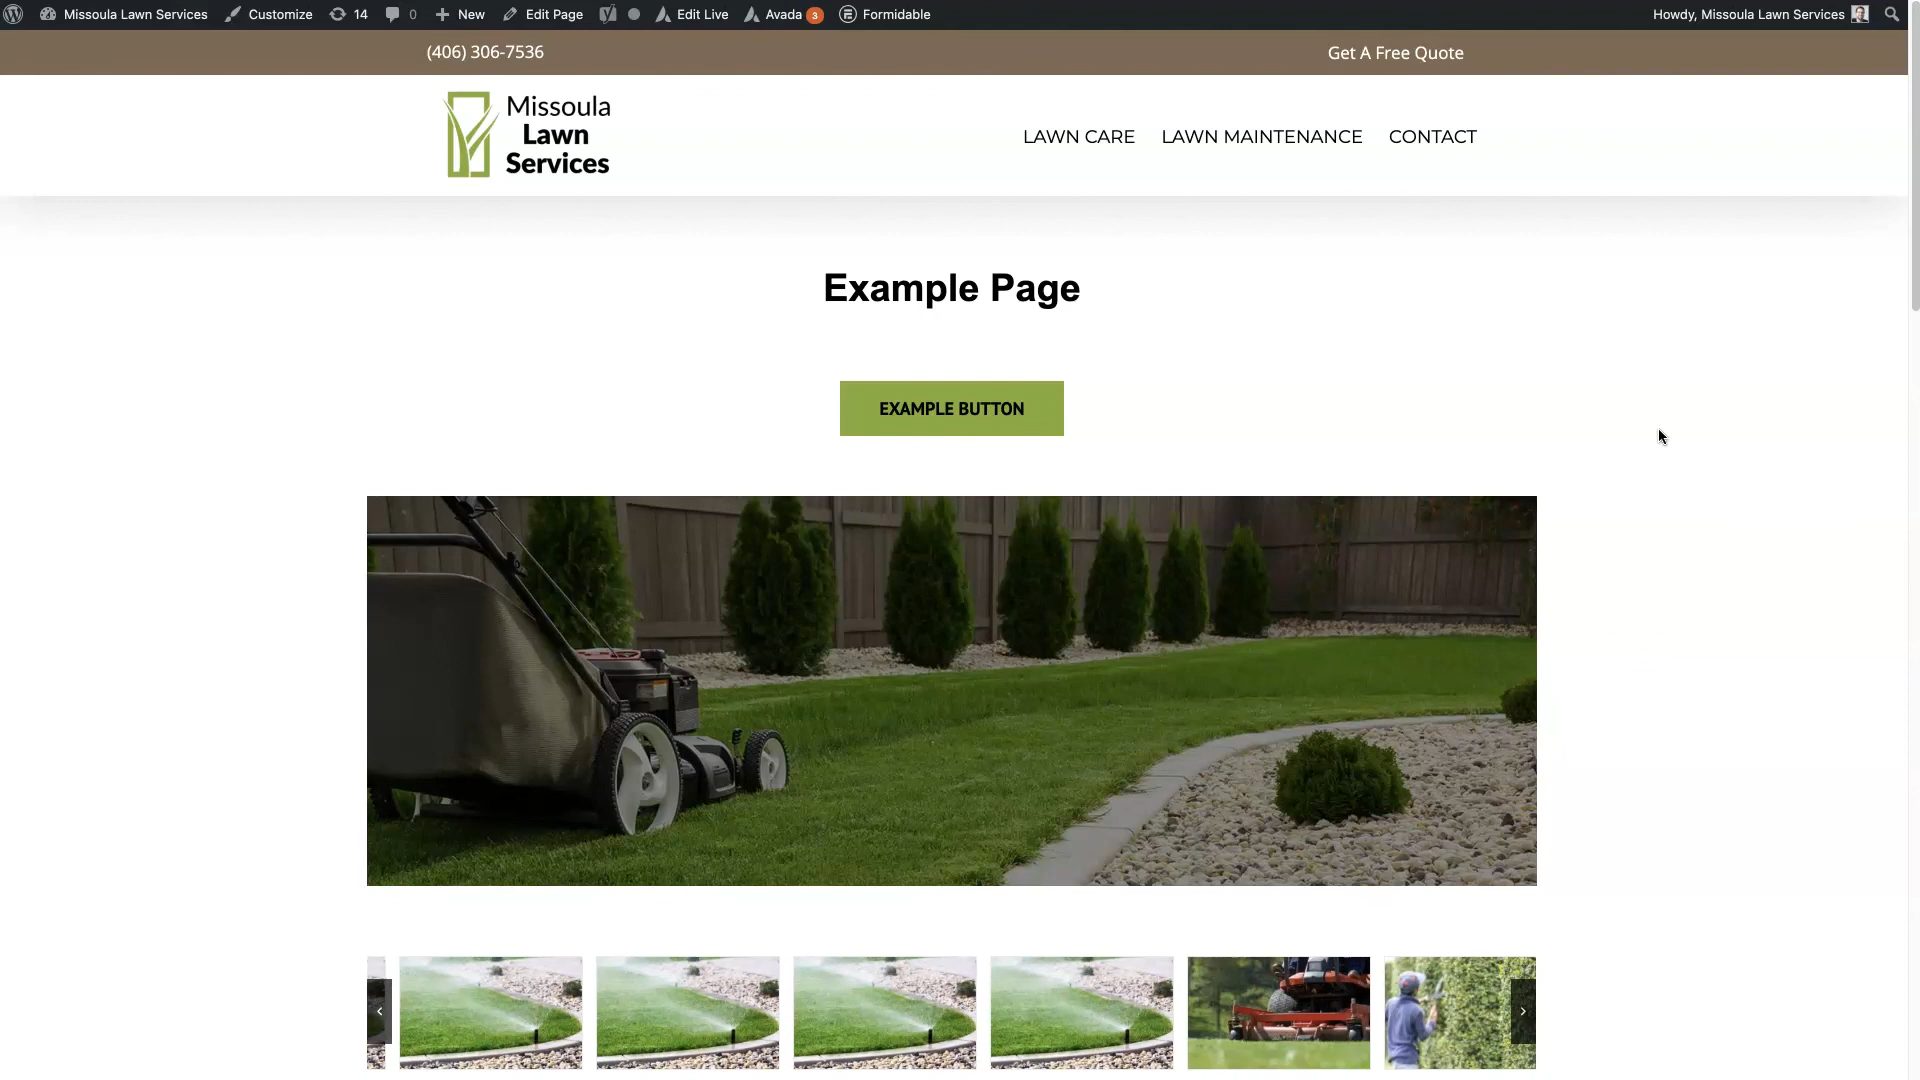 Missoula Lawn Services Customize 14 0 New Edit Page Edit Live Avada 3 Formidable Howdy, Missoula Lawn Services
(406) 306-7536 Get A Free Quote
Missoula
Lawn
Services
LAWN CARE LAWN MAINTENANCE CONTACT
Example Page
EXAMPLE BUTTON